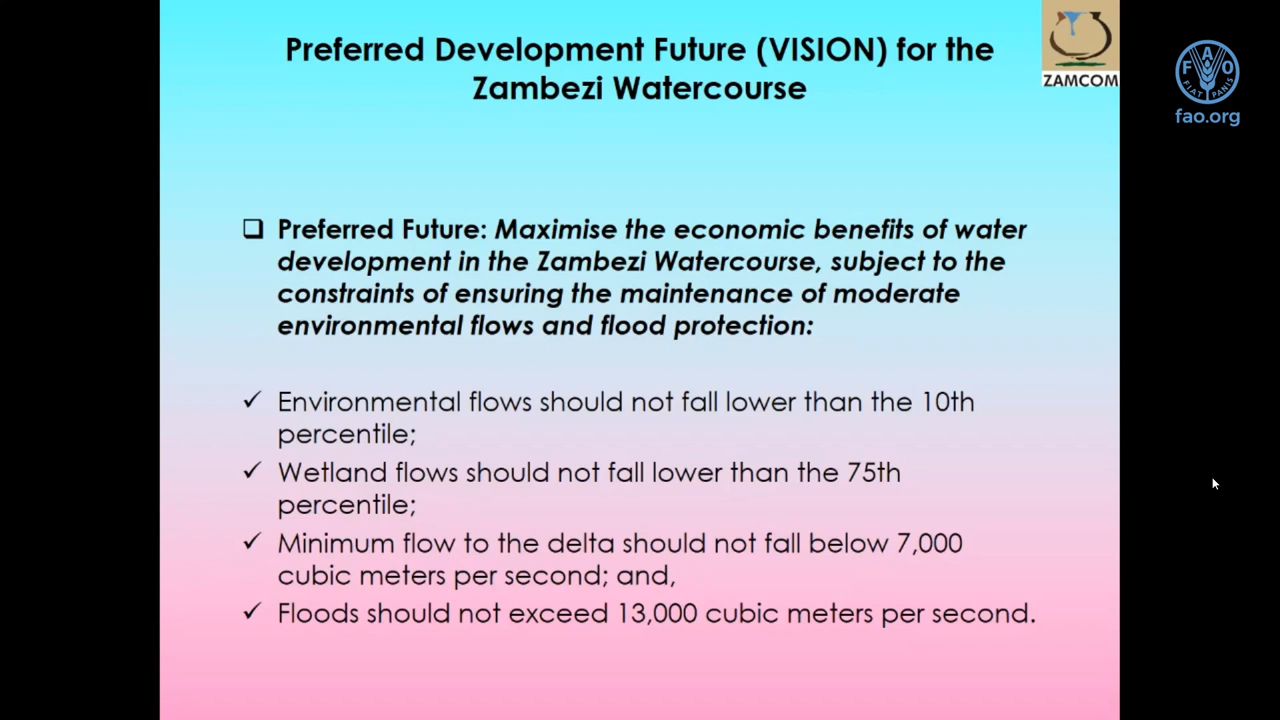 Preferred Development Future (VISION) for the
Zambezi Watercourse
ZAMCOM
F A O
FIAT PANIS
fao.org
❑ Preferred Future: Maximise the economic benefits of water
development in the Zambezi Watercourse, subject to the
constraints of ensuring the maintenance of moderate
environmental flows and flood protection:
✓ Environmental flows should not fall lower than the 10th
percentile;
✓ Wetland flows should not fall lower than the 75th
percentile;
✓ Minimum flow to the delta should not fall below 7,000
cubic meters per second; and,
✓ Floods should not exceed 13,000 cubic meters per second.